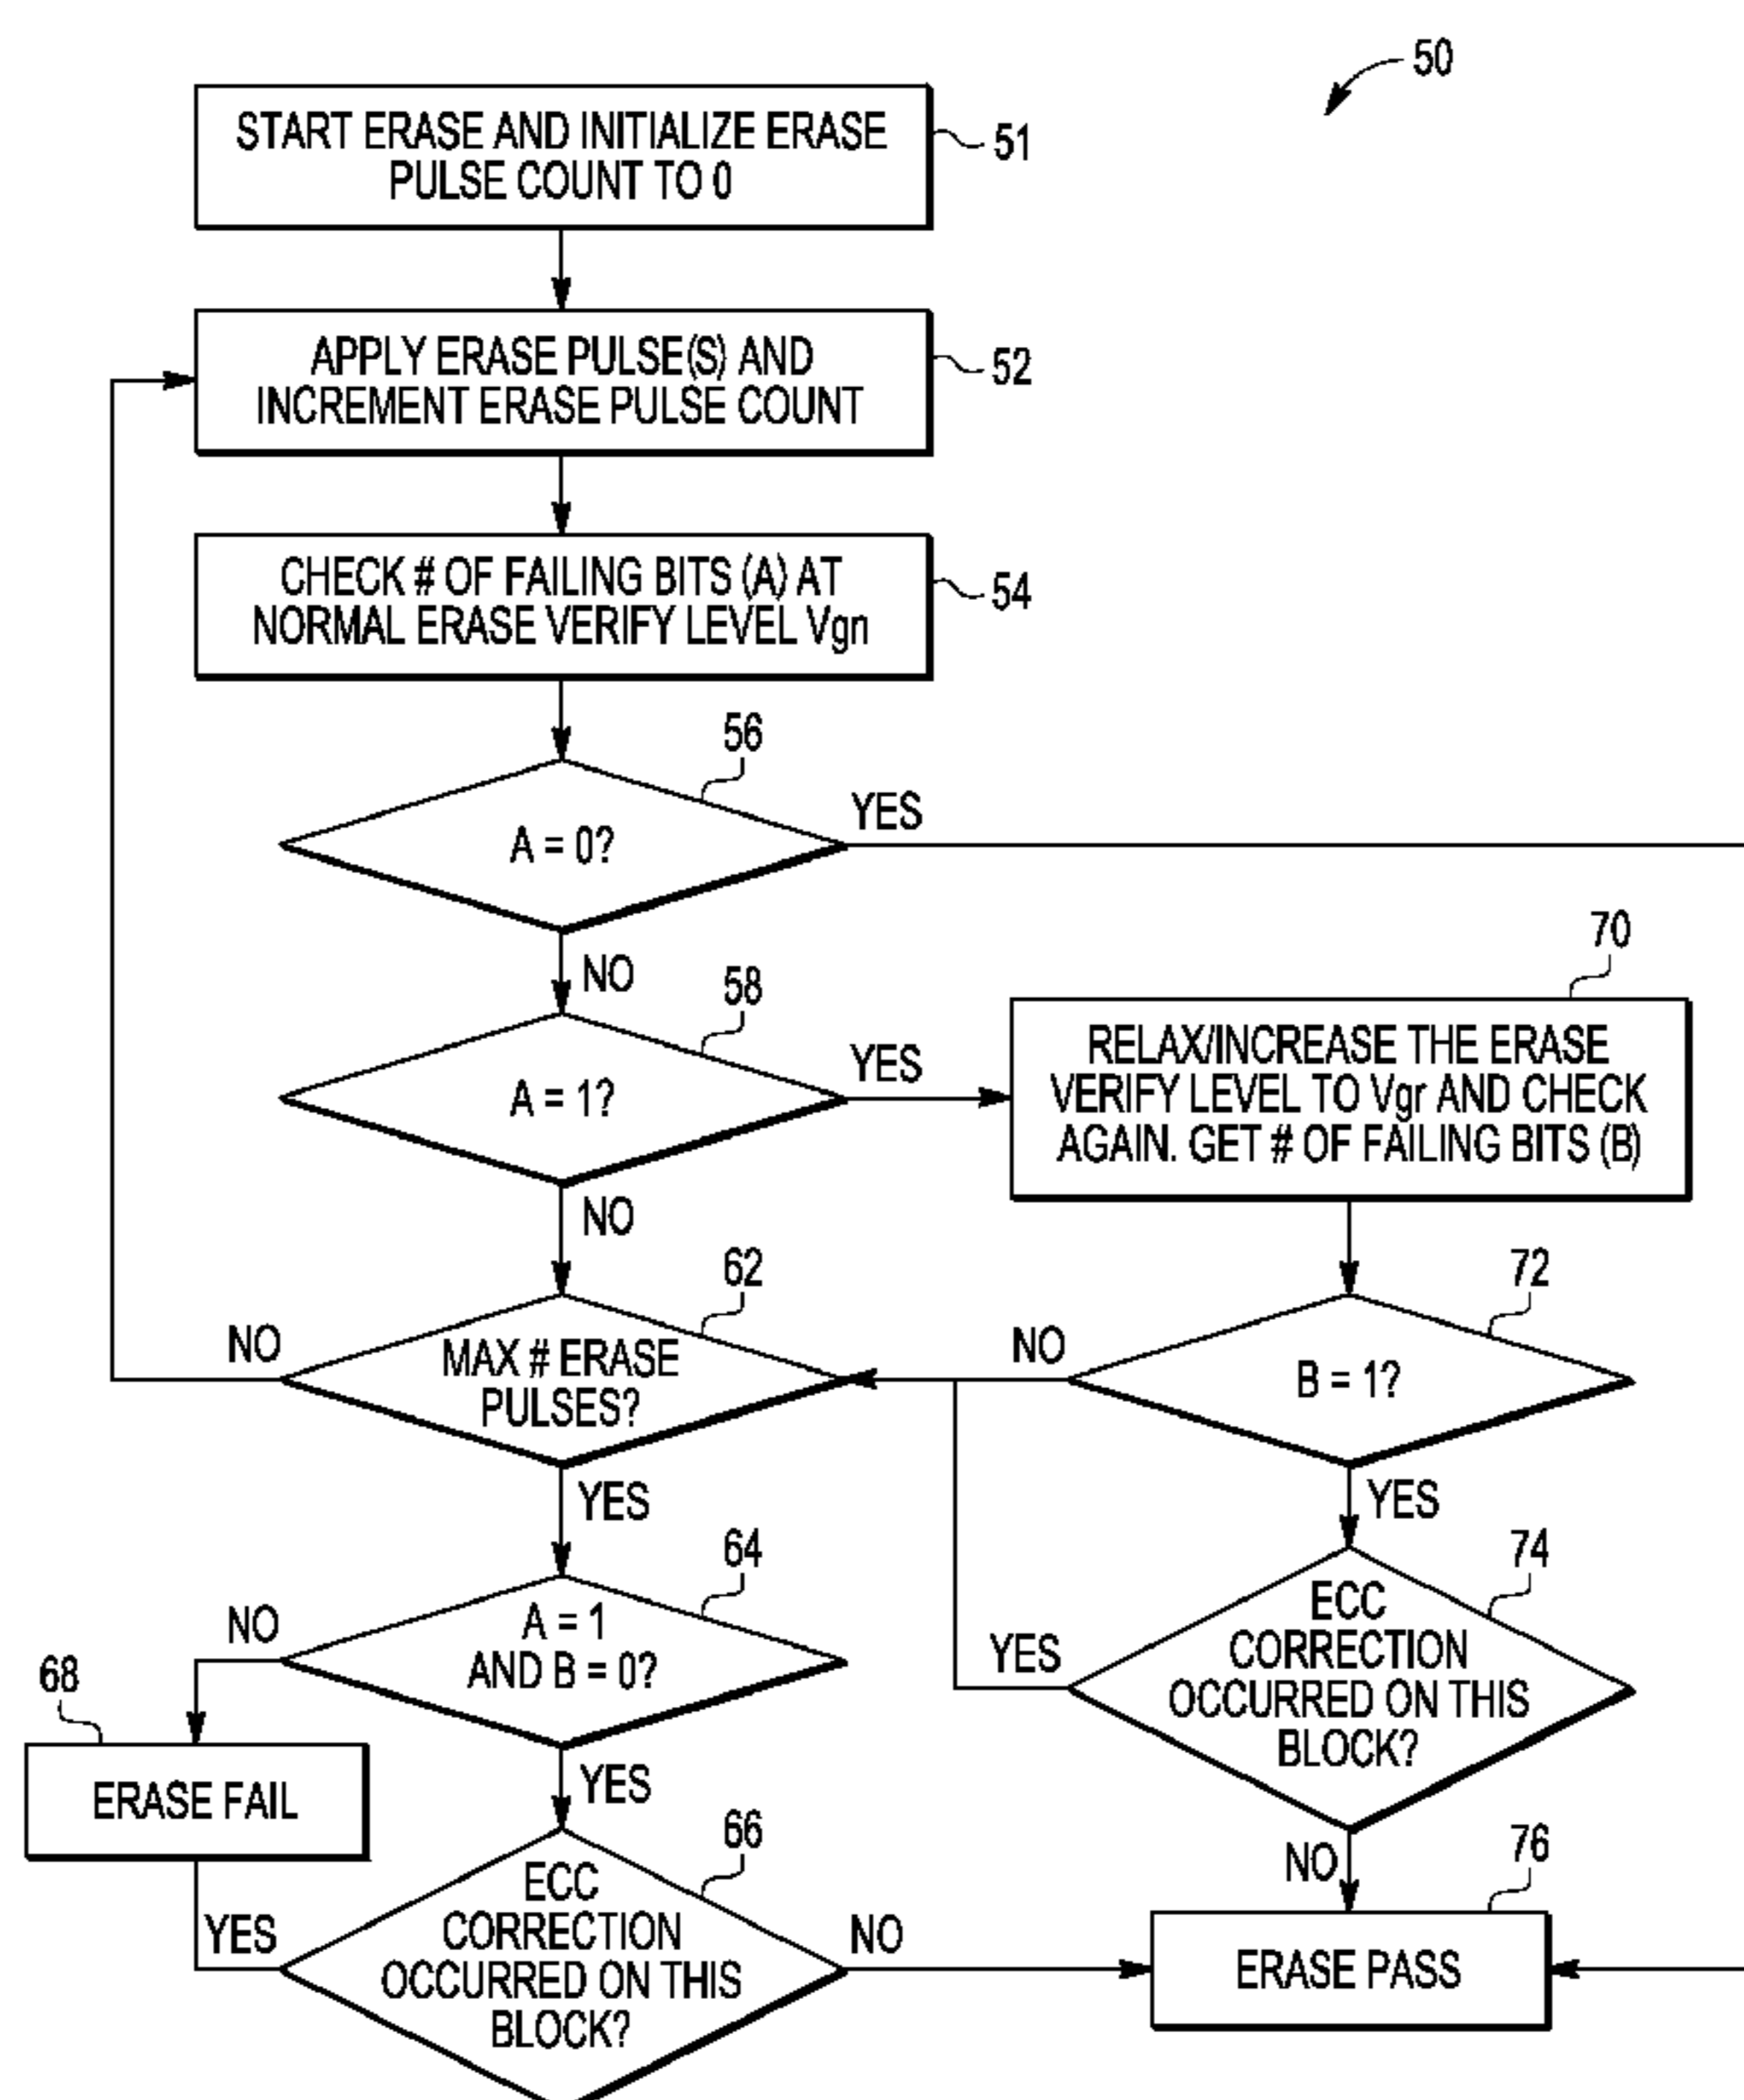 50
START ERASE AND INITIALIZE ERASE
PULSE COUNT TO 0
51
APPLY ERASE PULSE(S) AND
INCREMENT ERASE PULSE COUNT
52
CHECK # OF FAILING BITS (A) AT
NORMAL ERASE VERIFY LEVEL Vgn
54
56
A = 0?
YES
NO
58
A = 1?
YES
NO
70
RELAX/INCREASE THE ERASE
VERIFY LEVEL TO Vgr AND CHECK
AGAIN. GET # OF FAILING BITS (B)
62
MAX # ERASE
PULSES?
NO
YES
72
B = 1?
NO
YES
64
A = 1
AND B = 0?
NO
YES
74
ECC
CORRECTION
OCCURRED ON THIS
BLOCK?
YES
NO
68
ERASE FAIL
66
ECC
CORRECTION
OCCURRED ON THIS
BLOCK?
YES
NO
76
ERASE PASS